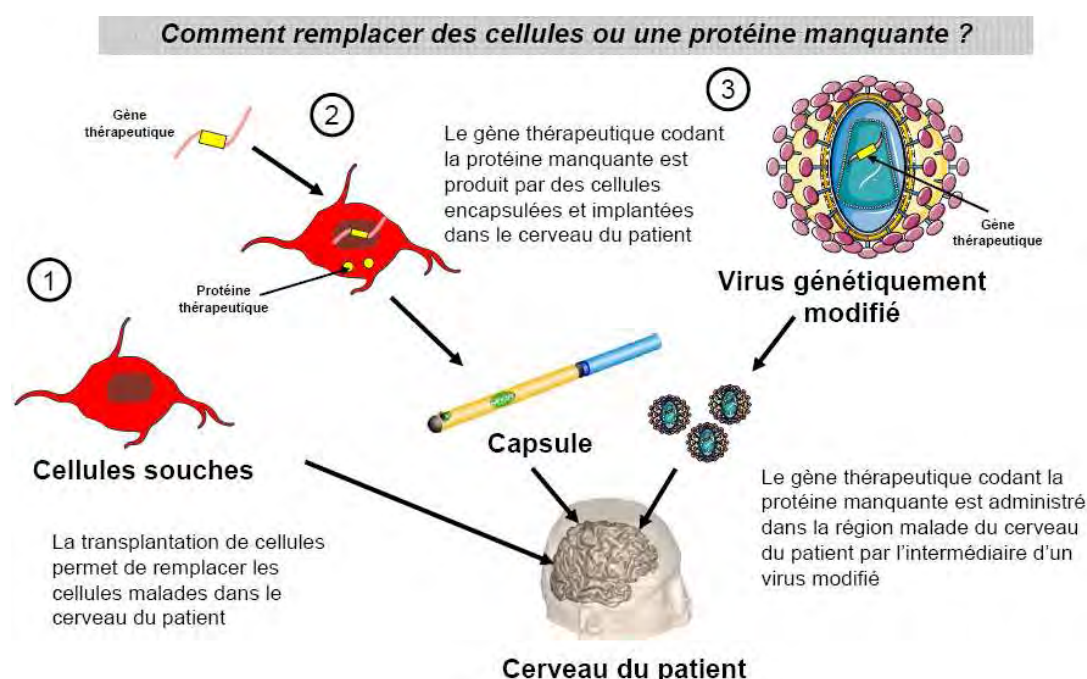 Comment remplacer des cellules ou une protéine manquante ?
Gène
thérapeutique
2
Le gène thérapeutique codant
la protéine manquante est
produit par des cellules
encapsulées et implantées
dans le cerveau du patient
3
Gène
thérapeutique
Virus génétiquement
modifié
1
Protéine
thérapeutique
Cellules souches
La transplantation de cellules
permet de remplacer les
cellules malades dans le
cerveau du patient
Capsule
Le gène thérapeutique codant la
protéine manquante est administré
dans la région malade du cerveau
du patient par l'intermédiaire d'un
virus modifié
Cerveau du patient